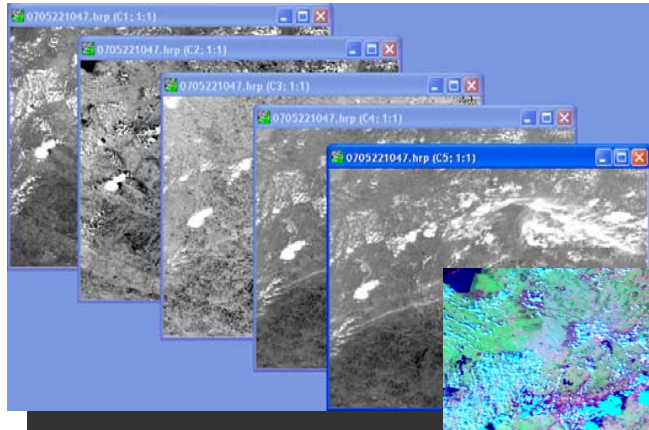 0705221047.hrp (C1; 1:1)
0705221047.hrp (C2; 1:1)
0705221047.hrp (C3; 1:1)
0705221047.hrp (C4; 1:1)
0705221047.hrp (C5; 1:1)